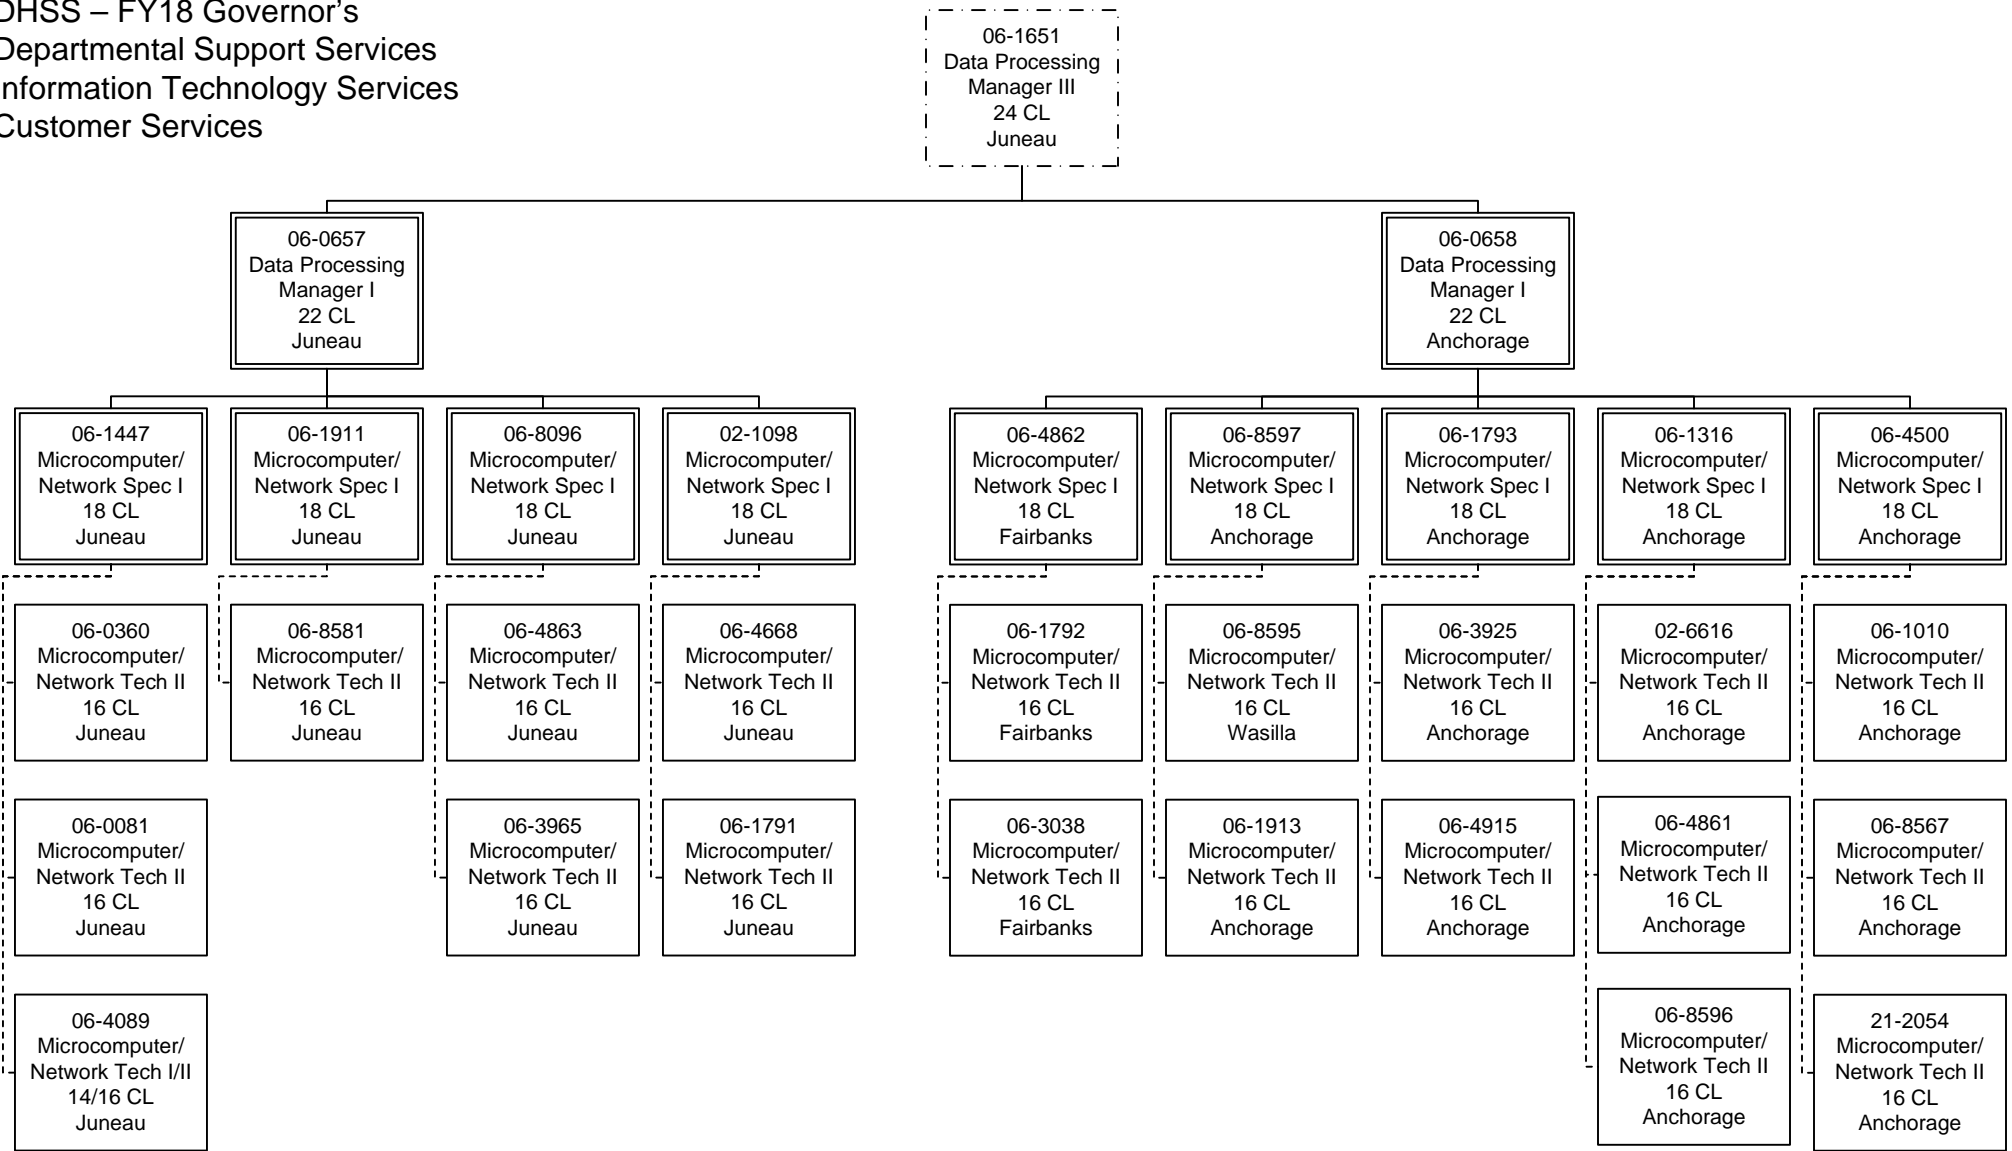 DHSS – FY18 Governor's
Departmental Support Services
Information Technology Services
Customer Services
06-1651
Data Processing
Manager III
24 CL
Juneau
06-0657
Data Processing
Manager I
22 CL
Juneau
06-0658
Data Processing
Manager I
22 CL
Anchorage
06-1447
Microcomputer/
Network Spec I
18 CL
Juneau
06-1911
Microcomputer/
Network Spec I
18 CL
Juneau
06-8096
Microcomputer/
Network Spec I
18 CL
Juneau
02-1098
Microcomputer/
Network Spec I
18 CL
Juneau
06-4862
Microcomputer/
Network Spec I
18 CL
Fairbanks
06-8597
Microcomputer/
Network Spec I
18 CL
Anchorage
06-1793
Microcomputer/
Network Spec I
18 CL
Anchorage
06-1316
Microcomputer/
Network Spec I
18 CL
Anchorage
06-4500
Microcomputer/
Network Spec I
18 CL
Anchorage
06-0360
Microcomputer/
Network Tech II
16 CL
Juneau
06-8581
Microcomputer/
Network Tech II
16 CL
Juneau
06-4863
Microcomputer/
Network Tech II
16 CL
Juneau
06-4668
Microcomputer/
Network Tech II
16 CL
Juneau
06-1792
Microcomputer/
Network Tech II
16 CL
Fairbanks
06-8595
Microcomputer/
Network Tech II
16 CL
Wasilla
06-3925
Microcomputer/
Network Tech II
16 CL
Anchorage
02-6616
Microcomputer/
Network Tech II
16 CL
Anchorage
06-1010
Microcomputer/
Network Tech II
16 CL
Anchorage
06-0081
Microcomputer/
Network Tech II
16 CL
Juneau
06-3965
Microcomputer/
Network Tech II
16 CL
Juneau
06-1791
Microcomputer/
Network Tech II
16 CL
Juneau
06-3038
Microcomputer/
Network Tech II
16 CL
Fairbanks
06-1913
Microcomputer/
Network Tech II
16 CL
Anchorage
06-4915
Microcomputer/
Network Tech II
16 CL
Anchorage
06-4861
Microcomputer/
Network Tech II
16 CL
Anchorage
06-8567
Microcomputer/
Network Tech II
16 CL
Anchorage
06-4089
Microcomputer/
Network Tech I/II
14/16 CL
Juneau
06-8596
Microcomputer/
Network Tech II
16 CL
Anchorage
21-2054
Microcomputer/
Network Tech II
16 CL
Anchorage